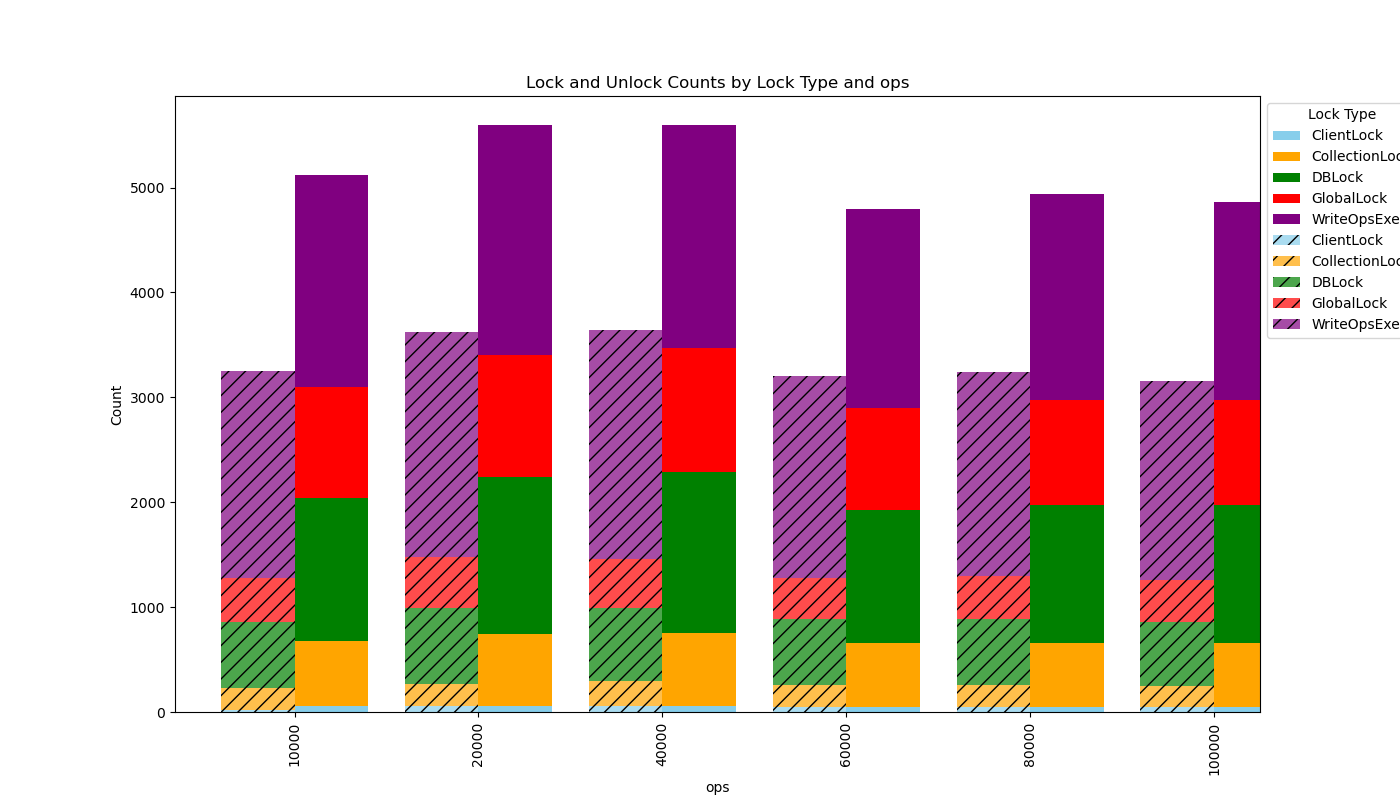 Lock and Unlock Counts by Lock Type and ops
Count
5000
4000
3000
2000
1000
0
10000
20000
40000
60000
80000
100000
ops
Lock Type
ClientLock
CollectionLoc
DBLock
GlobalLock
WriteOpsExe
ClientLock
CollectionLoc
DBLock
GlobalLock
WriteOpsExe